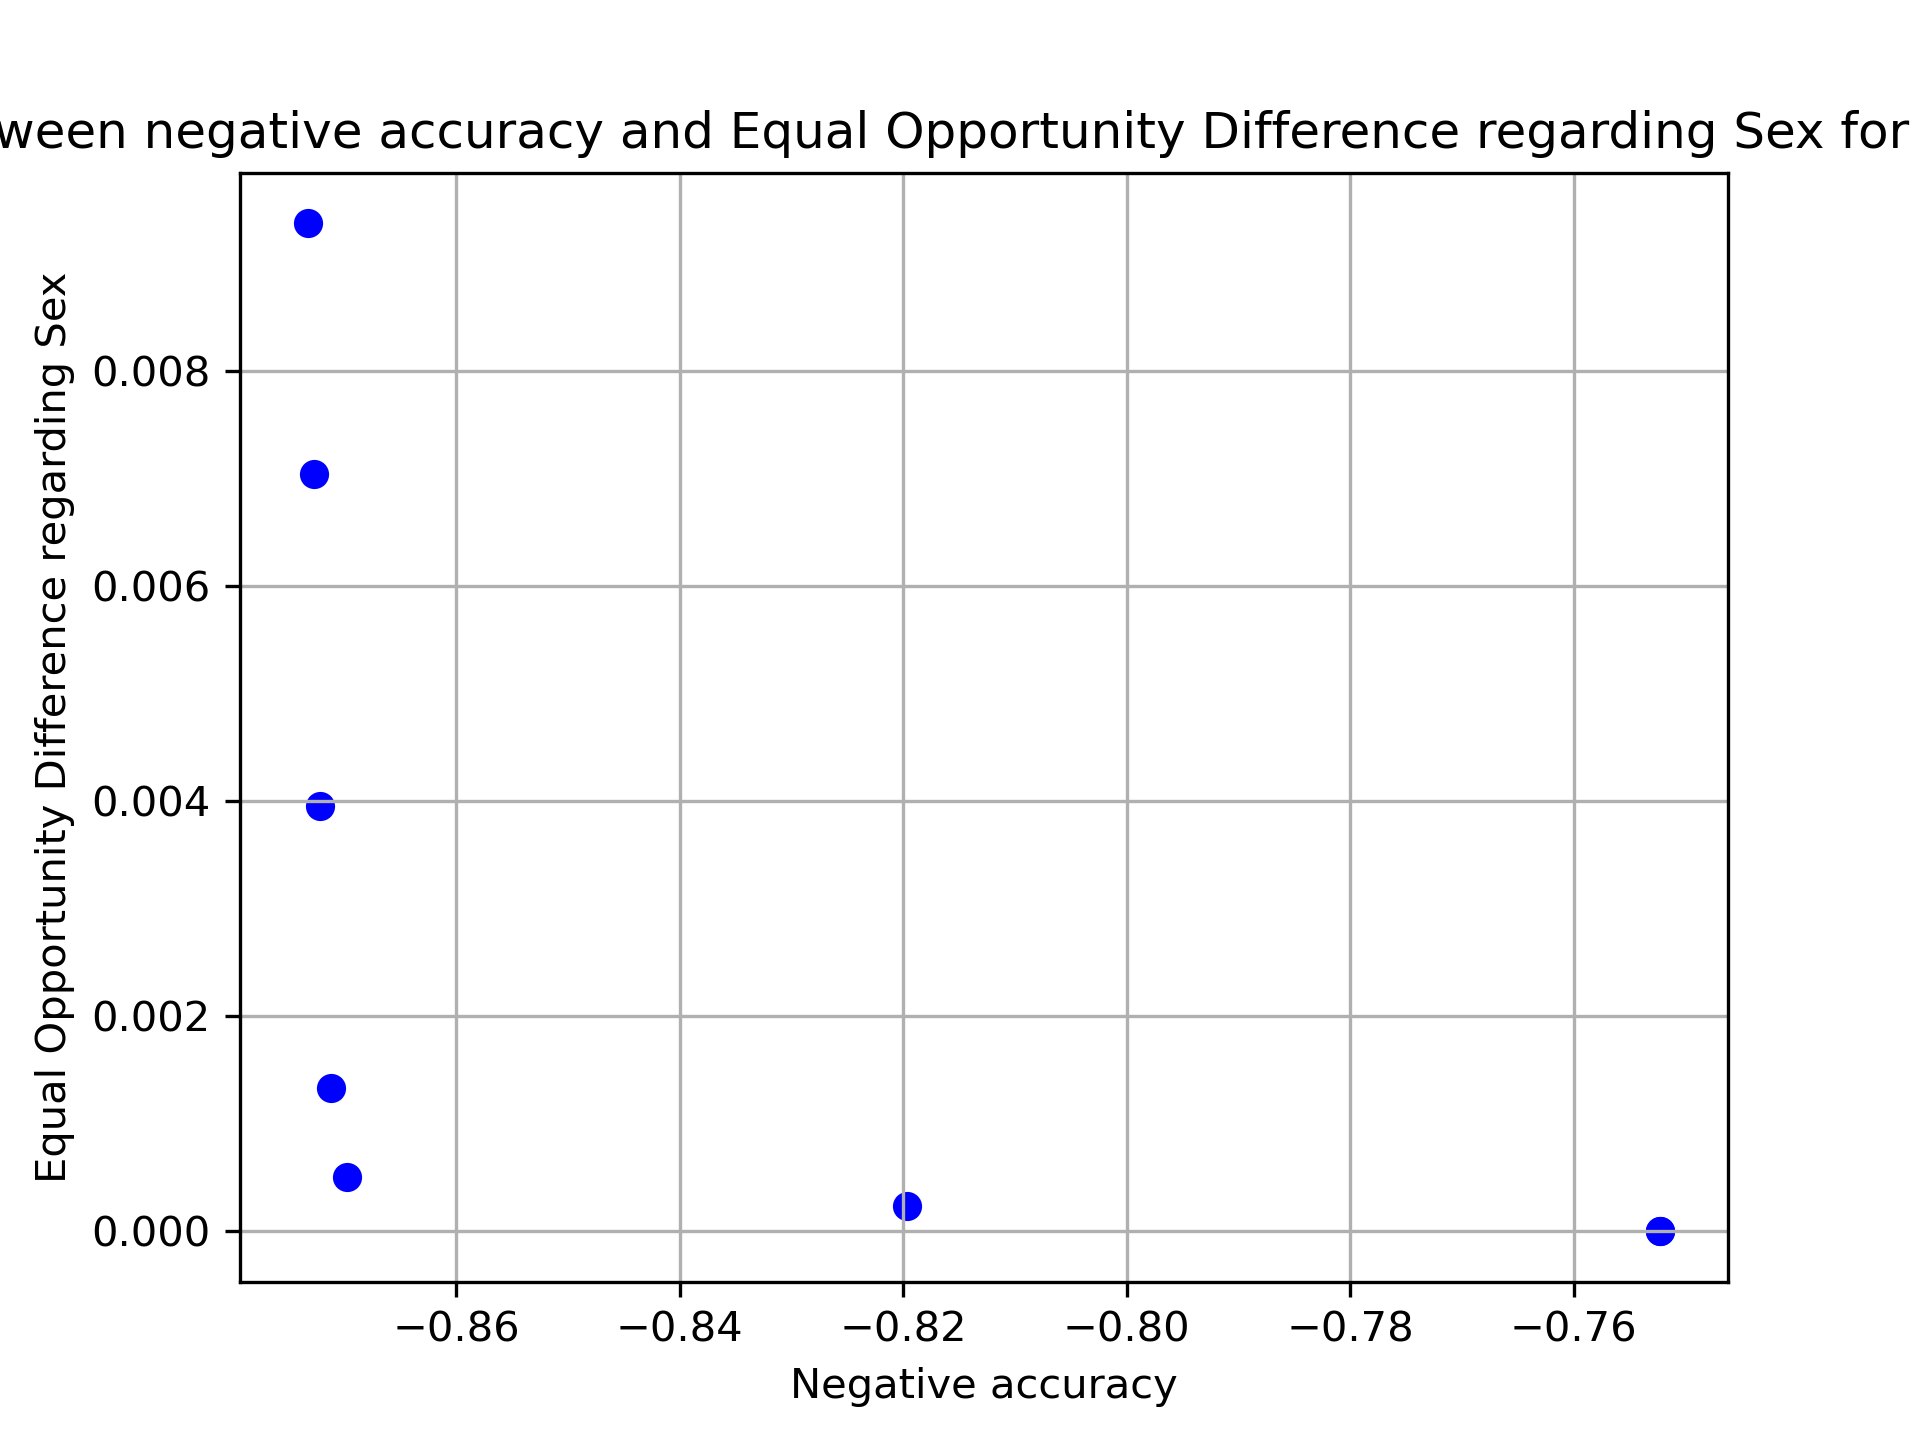 ween negative accuracy and Equal Opportunity Difference regarding Sex for
Equal Opportunity Difference regarding Sex
0.008
0.006
0.004
0.002
0.000
−0.86 −0.84 −0.82 −0.80 −0.78 −0.76
Negative accuracy